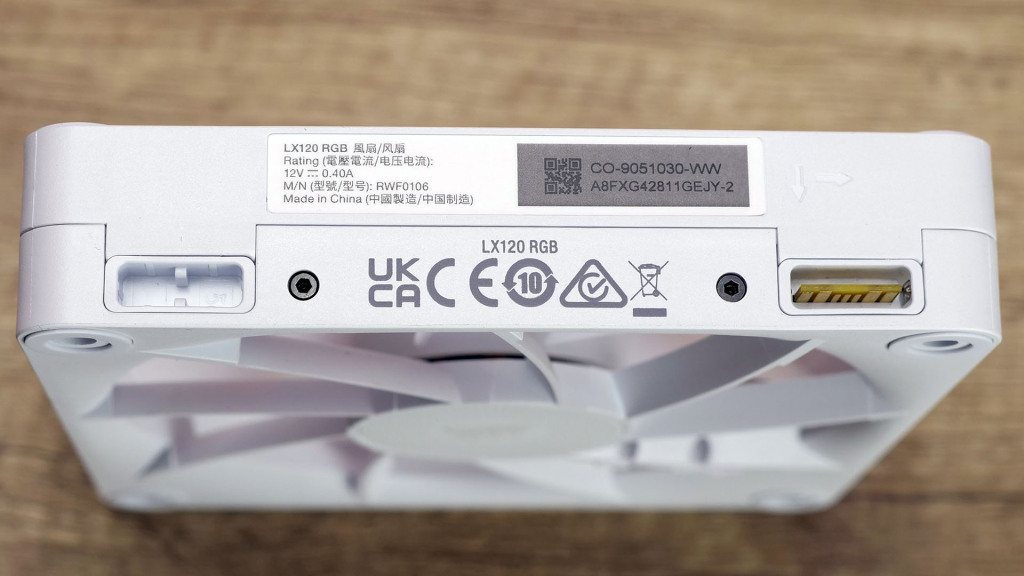 LX120 RGB 風扇/风扇
Rating (電壓電流/电压电流):
12V ⎓ 0.40A
M/N (型號/型号): RWF0106
Made in China (中國製造/中国制造)
CO-9051030-WW
A8FXG42811GEJY-2
LX120 RGB
UK
CA CE 10